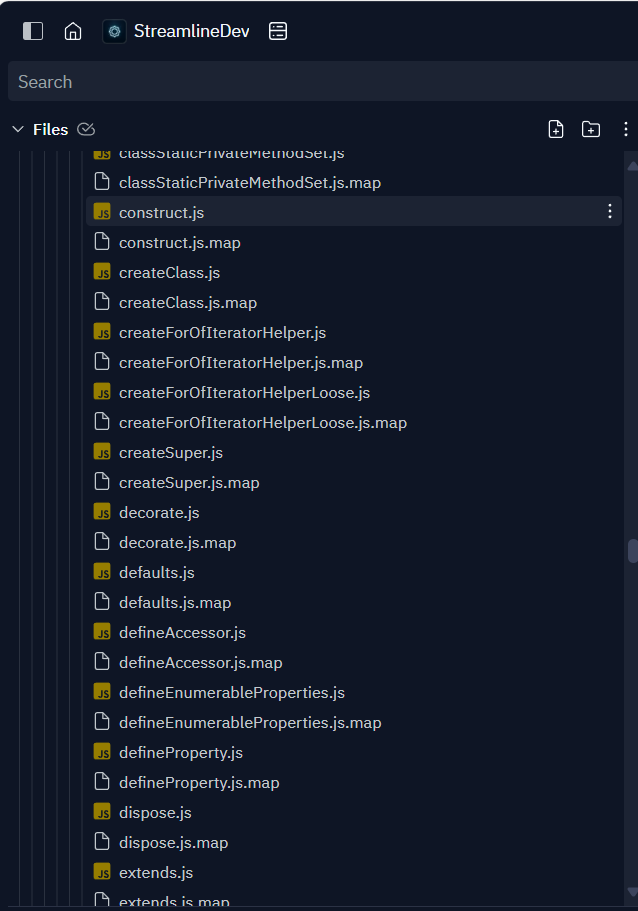 StreamlineDev
Search
Files
classStaticPrivateMethodSet.js
classStaticPrivateMethodSet.js.map
JS construct.js
construct.js.map
JS createClass.js
createClass.js.map
JS createForOfIteratorHelper.js
createForOfIteratorHelper.js.map
JS createForOfIteratorHelperLoose.js
createForOfIteratorHelperLoose.js.map
JS createSuper.js
createSuper.js.map
JS decorate.js
decorate.js.map
JS defaults.js
defaults.js.map
JS defineAccessor.js
defineAccessor.js.map
JS defineEnumerableProperties.js
defineEnumerableProperties.js.map
JS defineProperty.js
defineProperty.js.map
JS dispose.js
dispose.js.map
JS extends.js
extends.js.map